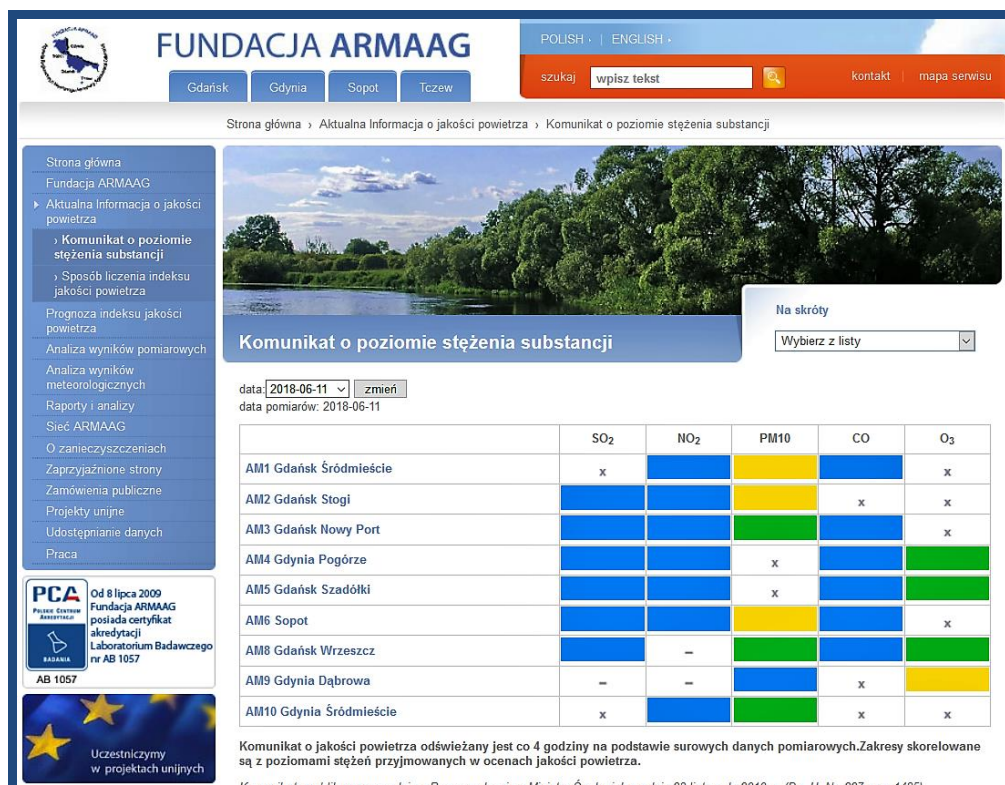 FUNDACJA ARMAAG
POLISH | ENGLISH
Gdańsk Gdynia Sopot Tczew
szukaj wpisz tekst kontakt | mapa serwisu
Strona główna › Aktualna Informacja o jakości powietrza › Komunikat o poziomie stężenia substancji
Strona główna
Fundacja ARMAAG
Aktualna Informacja o jakości
powietrza
› Komunikat o poziomie
stężenia substancji
› Sposób liczenia indeksu
jakości powietrza
Prognoza indeksu jakości
powietrza
Analiza wyników pomiarowych
Analiza wyników
meteorologicznych
Raporty i analizy
Sieć ARMAAG
O zanieczyszczeniach
Zaprzyjaźnione strony
Zamówienia publiczne
Projekty unijne
Udostępnianie danych
Praca
PCA
POLSKIE CENTRUM
AKREDYTACJI
BADANIA
AB 1057
Od 8 lipca 2009
Fundacja ARMAAG
posiada certyfikat
akredytacji
Laboratorium Badawczego
nr AB 1057
Uczestniczymy
w projektach unijnych
Na skróty
Wybierz z listy
Komunikat o poziomie stężenia substancji
data: 2018-06-11 zmień
data pomiarów: 2018-06-11
SO₂ NO₂ PM10 CO O₃
AM1 Gdańsk Śródmieście x x
AM2 Gdańsk Stogi x x
AM3 Gdańsk Nowy Port x
AM4 Gdynia Pogórze x
AM5 Gdańsk Szadółki x
AM6 Sopot x
AM8 Gdańsk Wrzeszcz –
AM9 Gdynia Dąbrowa – – x
AM10 Gdynia Śródmieście x x x
Komunikat o jakości powietrza odświeżany jest co 4 godziny na podstawie surowych danych pomiarowych.Zakresy skorelowane
są z poziomami stężeń przyjmowanych w ocenach jakości powietrza.